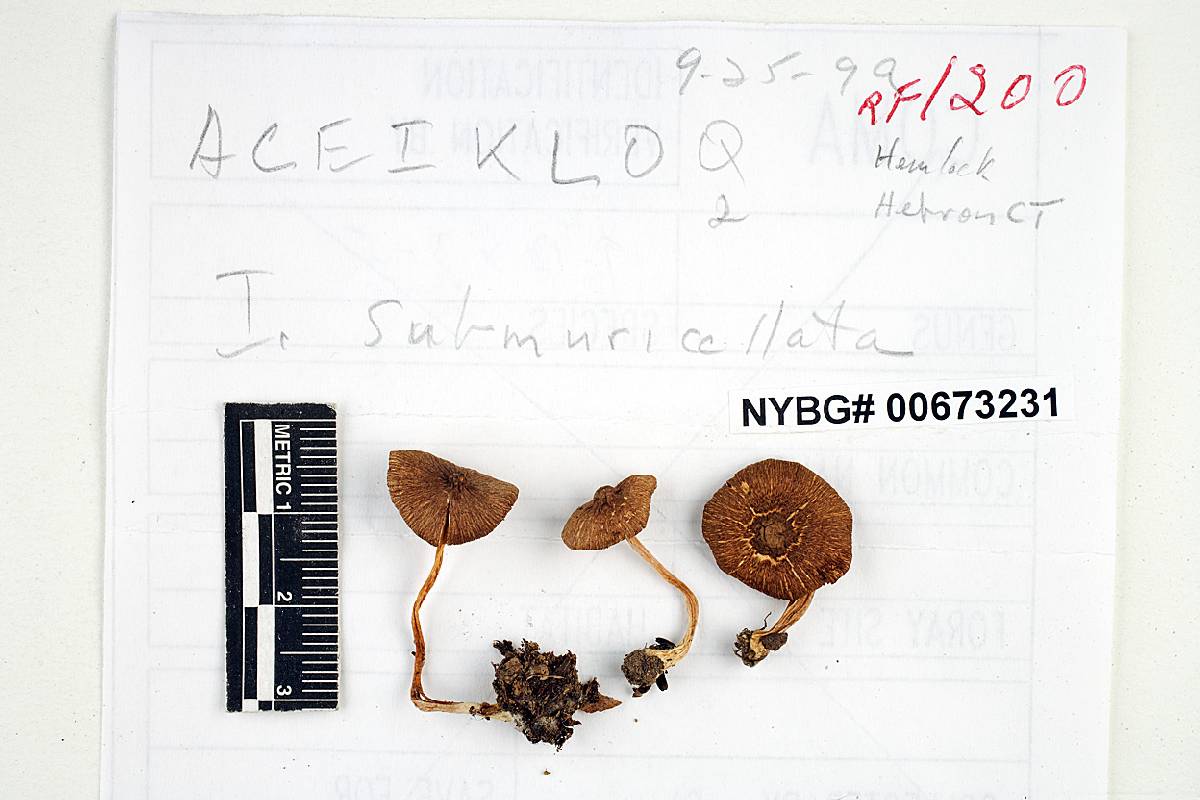 9-25-99
RF/200
ACEIKLOQ
2
Hemlock
Hebron CT
I. submuricellata
NYBG# 00673231
METRIC 1
2
3